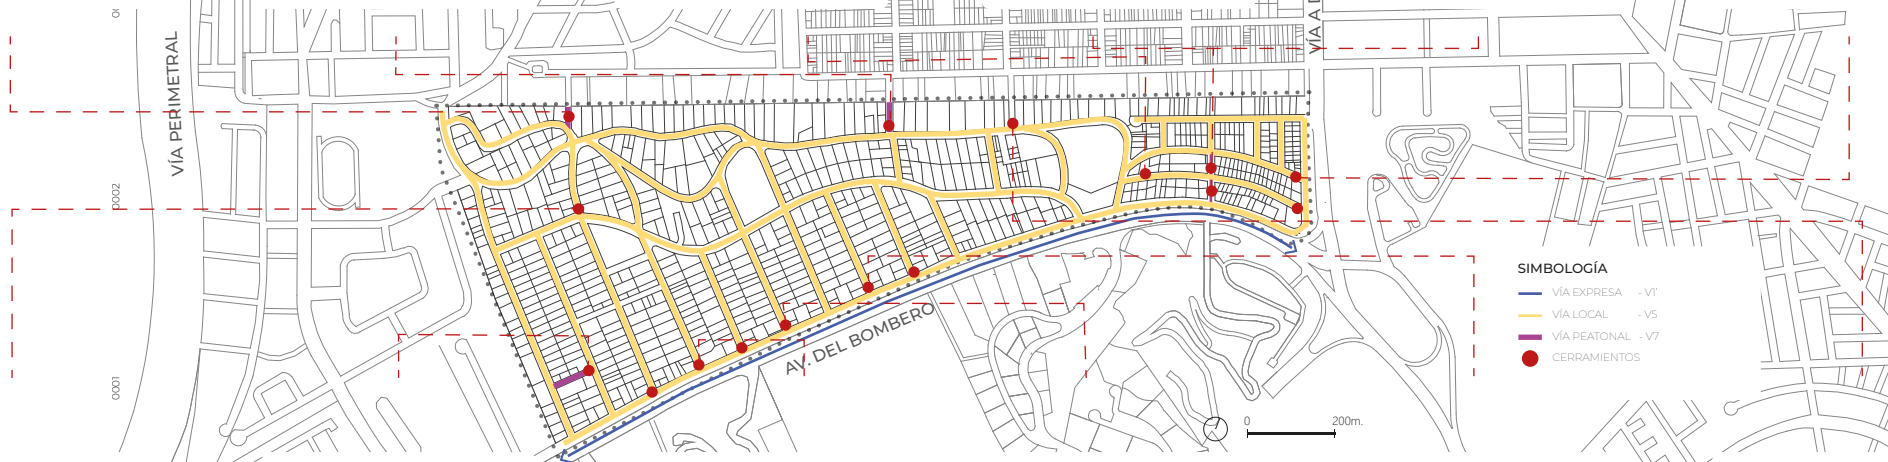 VÍA PERIMETRAL
0002
0001
AV. DEL BOMBERO
SIMBOLOGÍA
VÍA EXPRESA - V1'
VÍA LOCAL - V5
VÍA PEATONAL - V7
CERRAMIENTOS
0 200m.